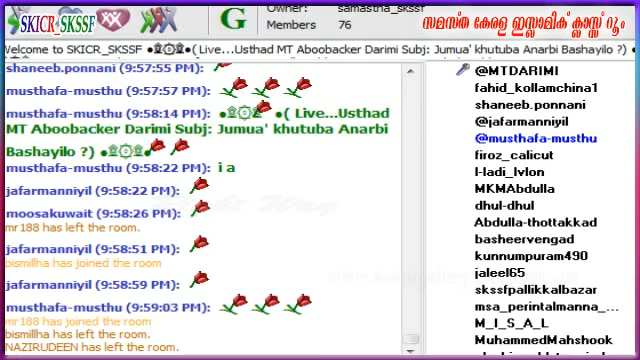 SKICR_SKSSF
G
Owner: samastha_skssf
Members 76
സമസ്ത കേരള ഇസ്ലാമിക് ക്ലാസ്സ് റൂം
Welcome to SKICR_SKSSF ●۩۞۩ ●( Live...Usthad MT Aboobacker Darimi Subj: Jumua' khutuba Anarbi Bashayilo ?) ●
shaneeb.ponnani (9:57:55 PM):
musthafa-musthu (9:57:57 PM):
musthafa-musthu (9:58:14 PM): ●۩۞۩ ●( Live...Usthad
MT Aboobacker Darimi Subj: Jumua' khutuba Anarbi
Bashayilo ?) ●۩۞۩●
musthafa-musthu (9:58:22 PM): i a
jafarmanniyil (9:58:22 PM):
moosakuwait (9:58:26 PM):
mr188 has left the room.
jafarmanniyil (9:58:51 PM):
bismillha has joined the room.
jafarmanniyil (9:58:59 PM):
musthafa-musthu (9:59:03 PM):
mr188 has joined the room
bismillha has left the room.
NAZIRUDEEN has left the room.
@MTDARIMI
fahid_kollamchina1
shaneeb.ponnani
@jafarmanniyil
@musthafa-musthu
firoz_calicut
l-ladi_lvlon
MKMAbdulla
dhul-dhul
Abdulla-thottakkad
basheervengad
kunnumpuram490
jaleel65
skssfpallikkalbazar
msa_perintalmanna_...
M_I_S_A_L
MuhammedMahshook